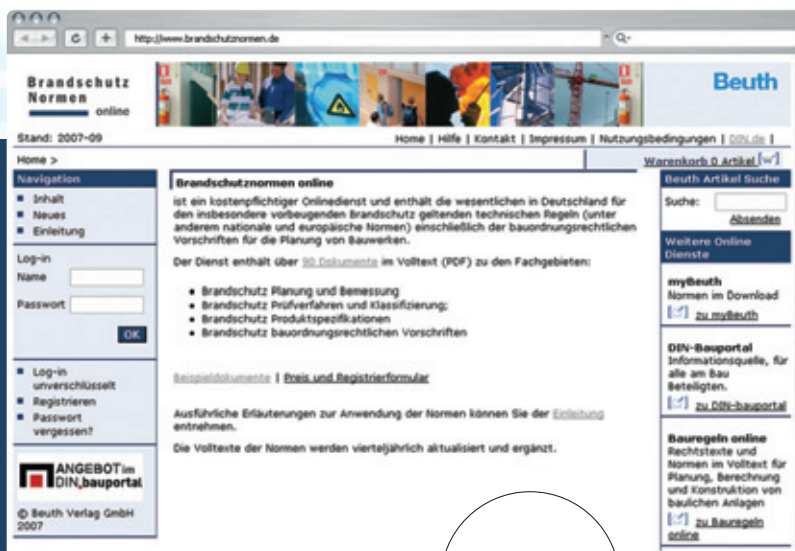 http://www.brandschutznormen.de
Brandschutz
Normen
online
Beuth
Stand: 2007-09
Home | Hilfe | Kontakt | Impressum | Nutzungsbedingungen | DIN.de |
Home >
Warenkorb 0 Artikel
Navigation
Inhalt
Neues
Einleitung
Log-in
Name
Passwort
OK
Log-in
unverschlüsselt
Registrieren
Passwort
vergessen?
ANGEBOT im
DIN.bauportal
© Beuth Verlag GmbH
2007
Brandschutznormen online
ist ein kostenpflichtiger Onlinedienst und enthält die wesentlichen in Deutschland für
den insbesondere vorbeugenden Brandschutz geltenden technischen Regeln (unter
anderem nationale und europäische Normen) einschließlich der bauordnungsrechtlichen
Vorschriften für die Planung von Bauwerken.
Der Dienst enthält über 90 Dokumente im Volltext (PDF) zu den Fachgebieten:
Brandschutz Planung und Bemessung
Brandschutz Prüfverfahren und Klassifizierung;
Brandschutz Produktspezifikationen
Brandschutz bauordnungsrechtlichen Vorschriften
Beispieldokumente | Preis und Registrierformular
Ausführliche Erläuterungen zur Anwendung der Normen können Sie der Einleitung
entnehmen.
Die Volltexte der Normen werden vierteljährlich aktualisiert und ergänzt.
Beuth Artikel Suche
Suche:
Absenden
Weitere Online
Dienste
myBeuth
Normen im Download
zu myBeuth
DIN-Bauportal
Informationsquelle, für
alle am Bau
Beteiligten.
zu DIN-bauportal
Bauregeln online
Rechtstexte und
Normen im Volltext für
Planung, Berechnung
und Konstruktion von
baulichen Anlagen
zu Bauregeln
online